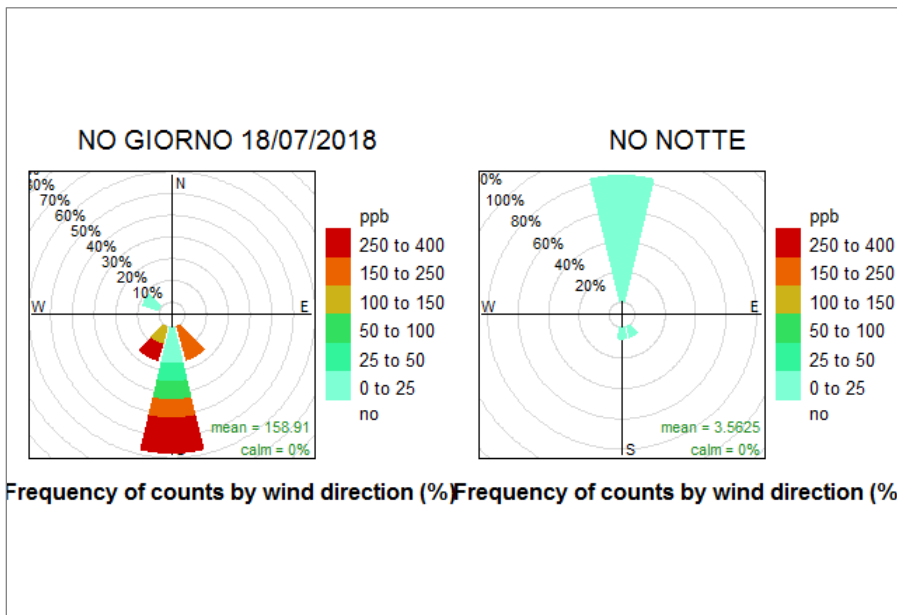 NO GIORNO 18/07/2018
N
W
E
80%
70%
60%
50%
40%
30%
20%
10%
mean = 158.91
calm = 0%
ppb
250 to 400
150 to 250
100 to 150
50 to 100
25 to 50
0 to 25
no
Frequency of counts by wind direction (%)
NO NOTTE
W
E
S
0%
100%
80%
60%
40%
20%
mean = 3.5625
calm = 0%
ppb
250 to 400
150 to 250
100 to 150
50 to 100
25 to 50
0 to 25
no
Frequency of counts by wind direction (%